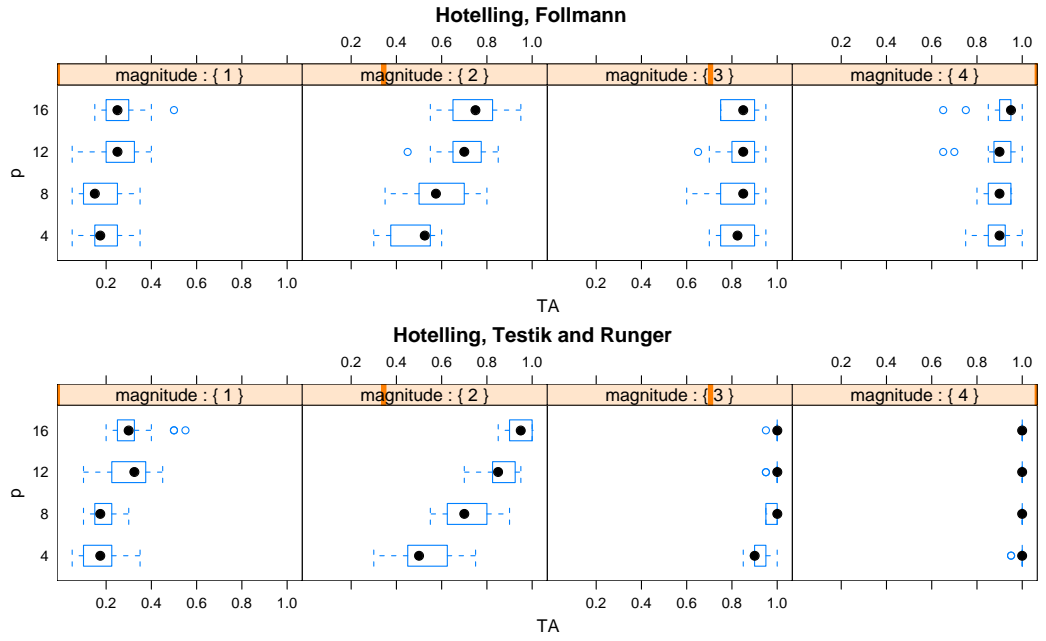 Hotelling, Follmann
0.2 0.4 0.6 0.8 1.0 0.2 0.4 0.6 0.8 1.0
magnitude : { 1 } magnitude : { 2 } magnitude : { 3 } magnitude : { 4 }
16
12
p
8
4
0.2 0.4 0.6 0.8 1.0 0.2 0.4 0.6 0.8 1.0
TA
Hotelling, Testik and Runger
0.2 0.4 0.6 0.8 1.0 0.2 0.4 0.6 0.8 1.0
magnitude : { 1 } magnitude : { 2 } magnitude : { 3 } magnitude : { 4 }
16
12
p
8
4
0.2 0.4 0.6 0.8 1.0 0.2 0.4 0.6 0.8 1.0
TA